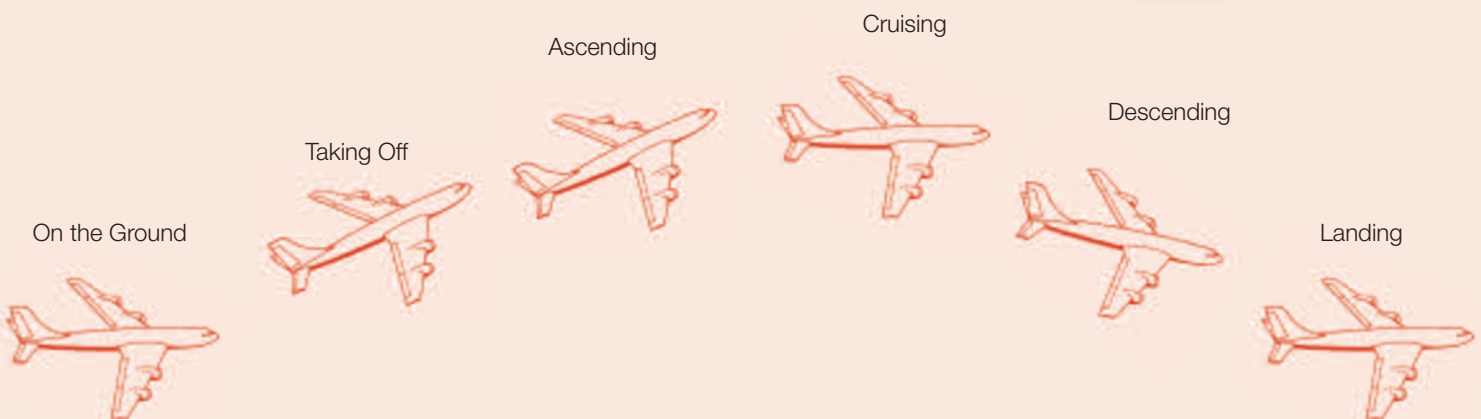 On the Ground
Taking Off
Ascending
Cruising
Descending
Landing